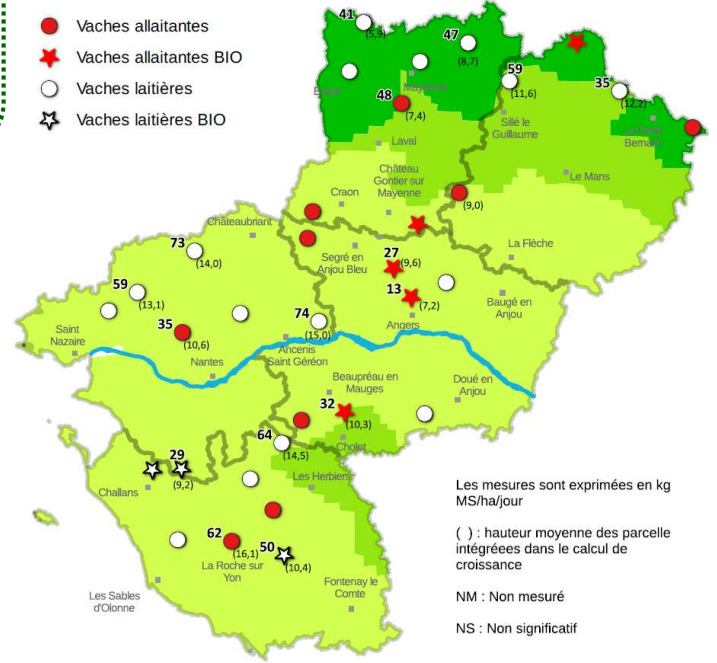 Vaches allaitantes
Vaches allaitantes BIO
Vaches laitières
Vaches laitières BIO
41
(5,9)
47
(8,7)
Mayenne
48
(7,4)
59
(11,6)
35
(12,2)
Sillé le
Guillaume
Bernard
Laval
Le Mans
Château
Gontier sur
Mayenne
Craon
(9,0)
Châteaubriant
La Flèche
73
(14,0)
Segré en
Anjou Bleu
27
(9,6)
13
(7,2)
Angers
Baugé en
Anjou
59
(13,1)
35
(10,6)
74
(15,0)
Saint
Nazaire
Nantes
Ancenis
Saint Géréon
Beaupréau en
Mauges
Doué en
Anjou
32
(10,3)
Cholet
64
(14,5)
29
(9,2)
Challans
Les Herbiers
62
(16,1)
50
(10,4)
La Roche sur
Yon
Les Sables
d'Olonne
Fontenay le
Comte
Les mesures sont exprimées en kg
MS/ha/jour
( ) : hauteur moyenne des parcelle
intégréees dans le calcul de
croissance
NM : Non mesuré
NS : Non significatif